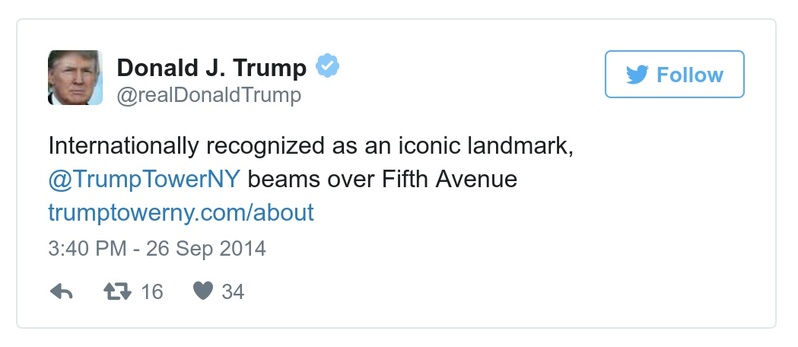 Donald J. Trump
@realDonaldTrump
Follow
Internationally recognized as an iconic landmark,
@TrumpTowerNY beams over Fifth Avenue
trumptowerny.com/about
3:40 PM - 26 Sep 2014
16 34